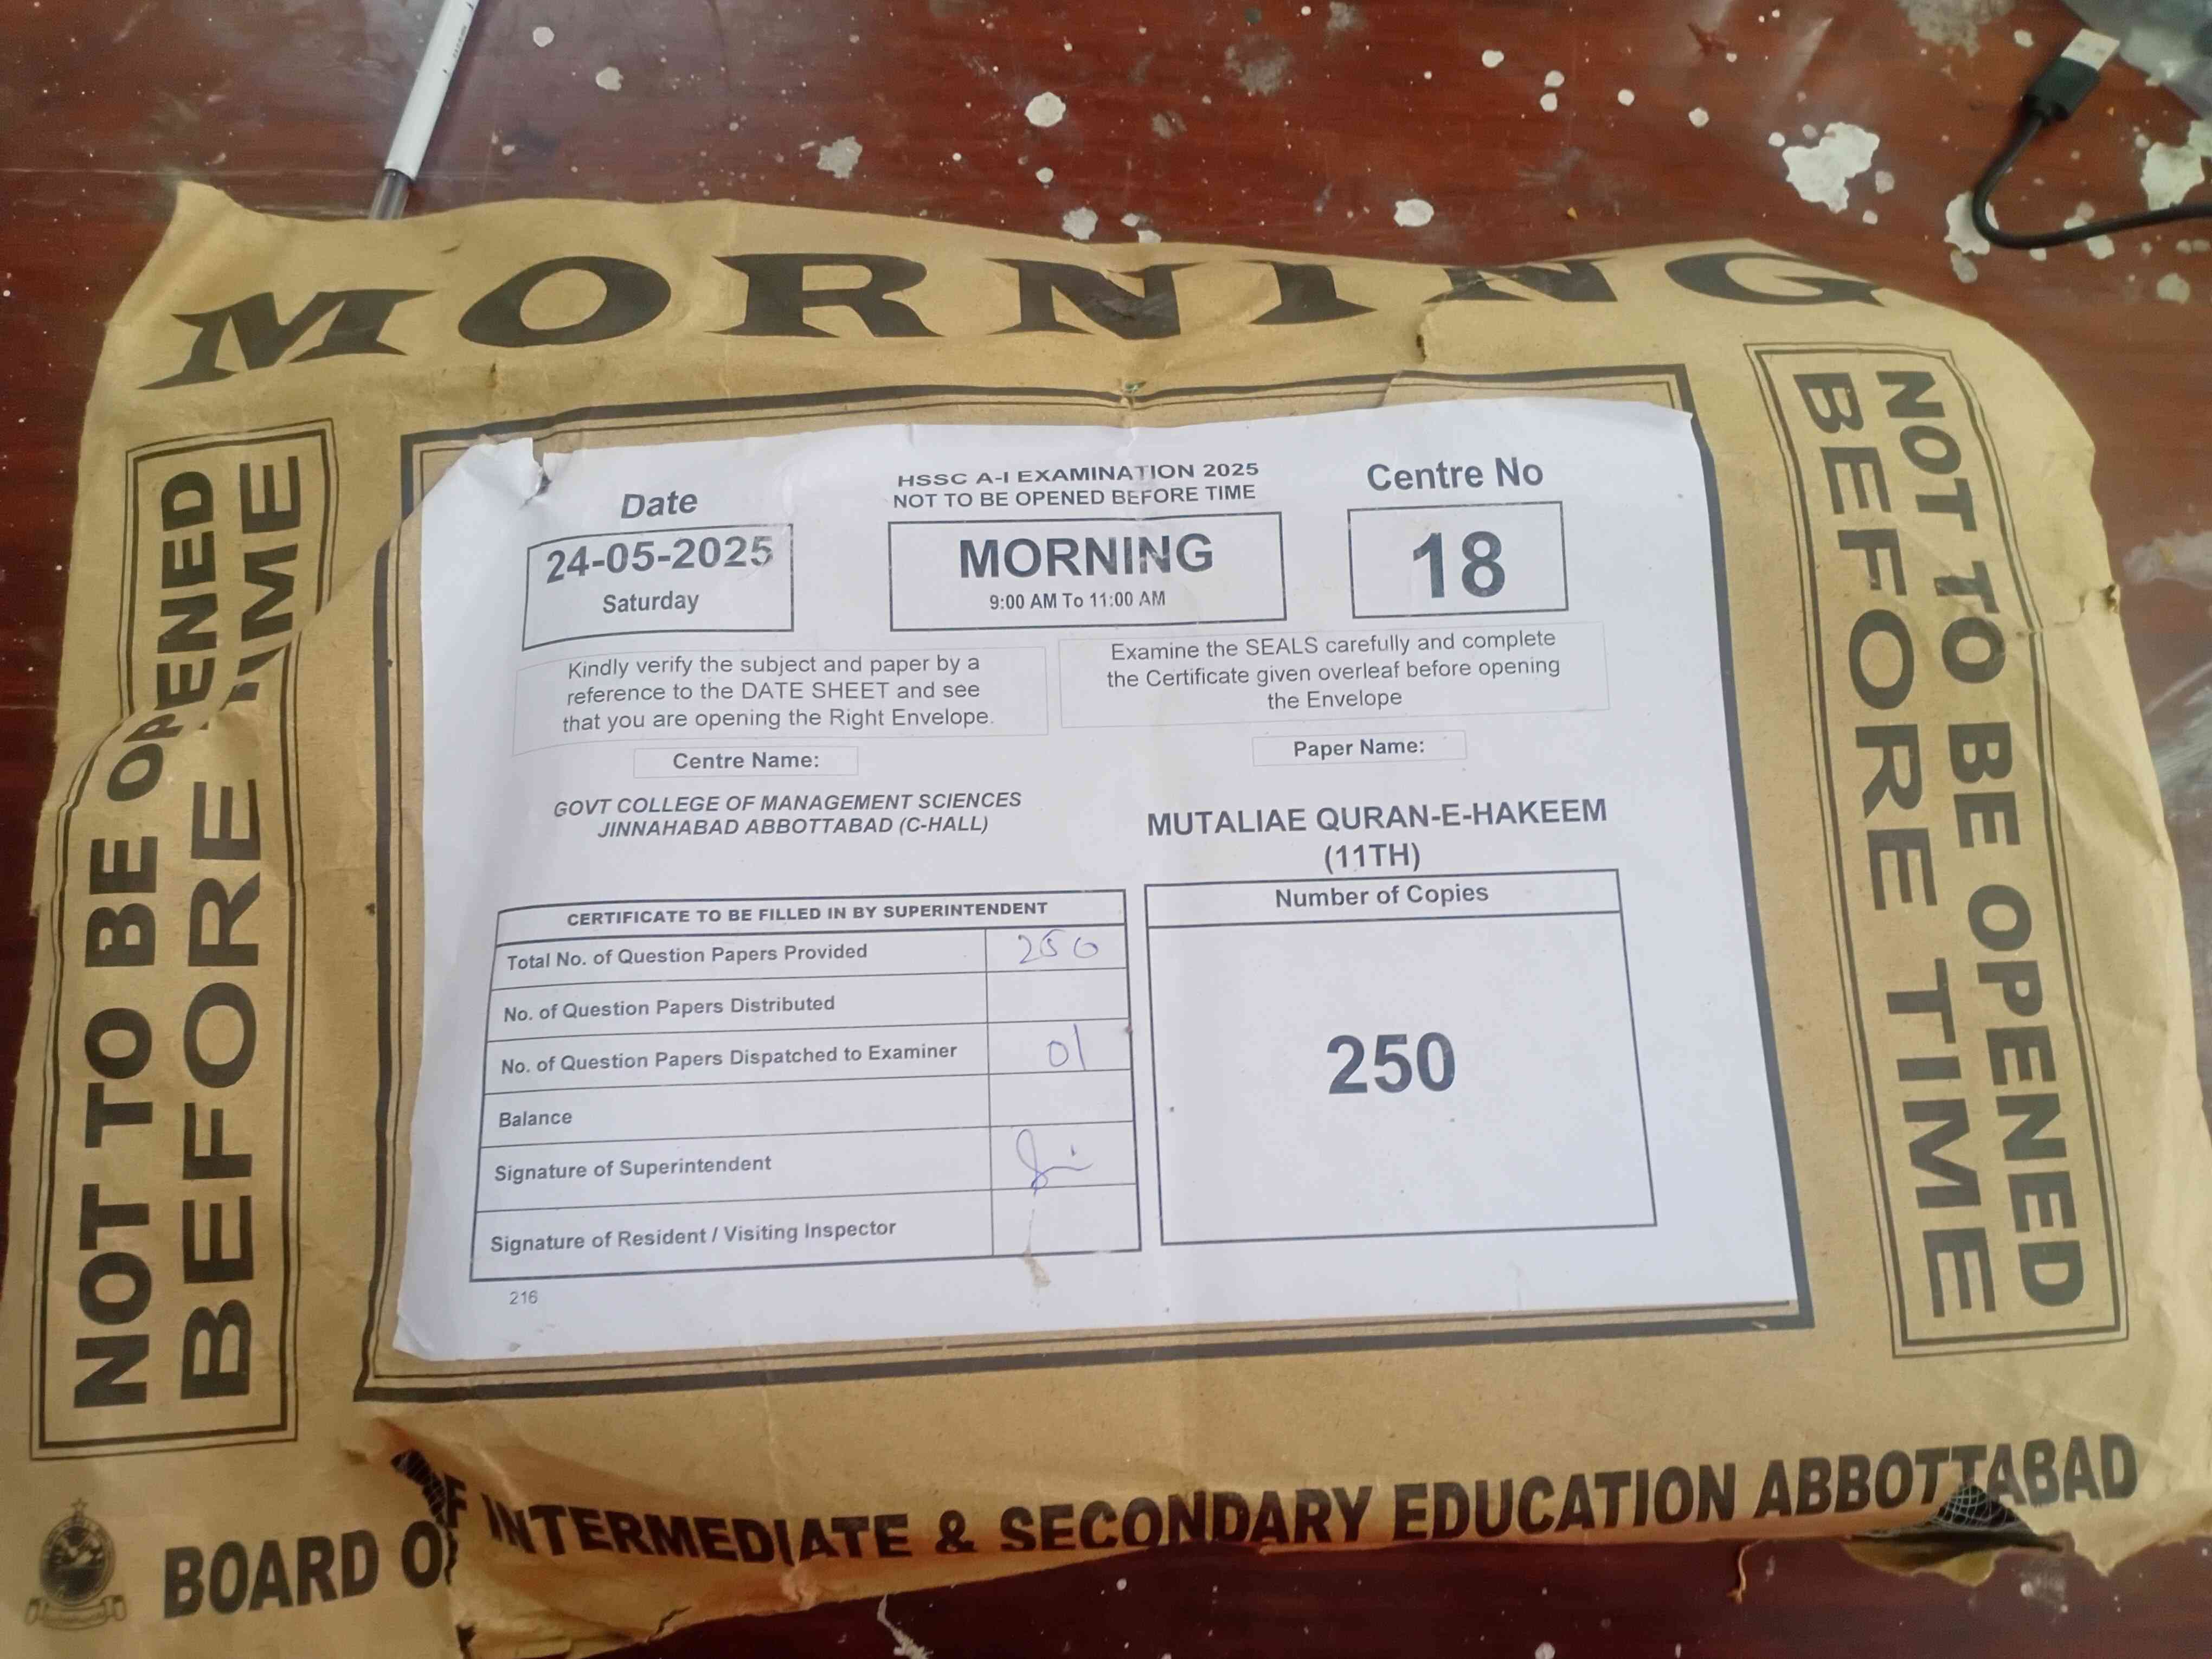 MORNING
NOT TO BE OPENED
BEFORE TIME
HSSC A-I EXAMINATION 2025
NOT TO BE OPENED BEFORE TIME
Date
24-05-2025
Saturday
MORNING
9:00 AM To 11:00 AM
Centre No
18
Kindly verify the subject and paper by a
reference to the DATE SHEET and see
that you are opening the Right Envelope.
Examine the SEALS carefully and complete
the Certificate given overleaf before opening
the Envelope
Centre Name:
GOVT COLLEGE OF MANAGEMENT SCIENCES
JINNAHABAD ABBOTTABAD (C-HALL)
Paper Name:
MUTALIAE QURAN-E-HAKEEM
(11TH)
CERTIFICATE TO BE FILLED IN BY SUPERINTENDENT
Total No. of Question Papers Provided 250
No. of Question Papers Distributed
No. of Question Papers Dispatched to Examiner 01
Balance
Signature of Superintendent
Signature of Resident / Visiting Inspector
216
Number of Copies
250
NOT TO BE OPENED
BEFORE TIME
BOARD OF INTERMEDIATE & SECONDARY EDUCATION ABBOTTABAD